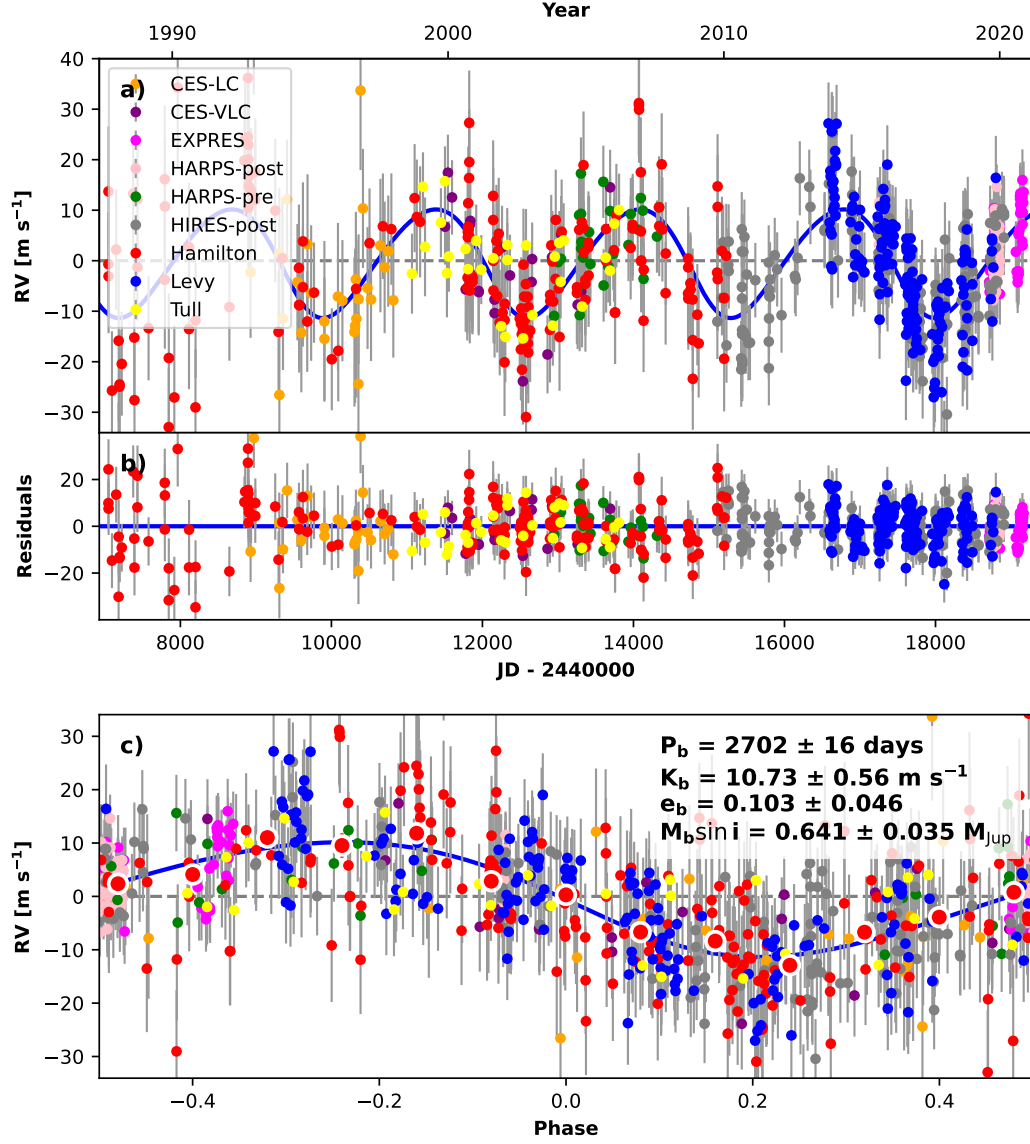 Year
1990 2000 2010 2020
a)
CES-LC
CES-VLC
EXPRES
HARPS-post
HARPS-pre
HIRES-post
Hamilton
Levy
Tull
40
30
20
10
0
−10
−20
−30
RV [m s⁻¹]
b)
20
0
−20
Residuals
8000 10000 12000 14000 16000 18000
JD - 2440000
c)
P_b = 2702 ± 16 days
K_b = 10.73 ± 0.56 m s⁻¹
e_b = 0.103 ± 0.046
M_b sin i = 0.641 ± 0.035 M_Jup
30
20
10
0
−10
−20
−30
RV [m s⁻¹]
−0.4 −0.2 0.0 0.2 0.4
Phase